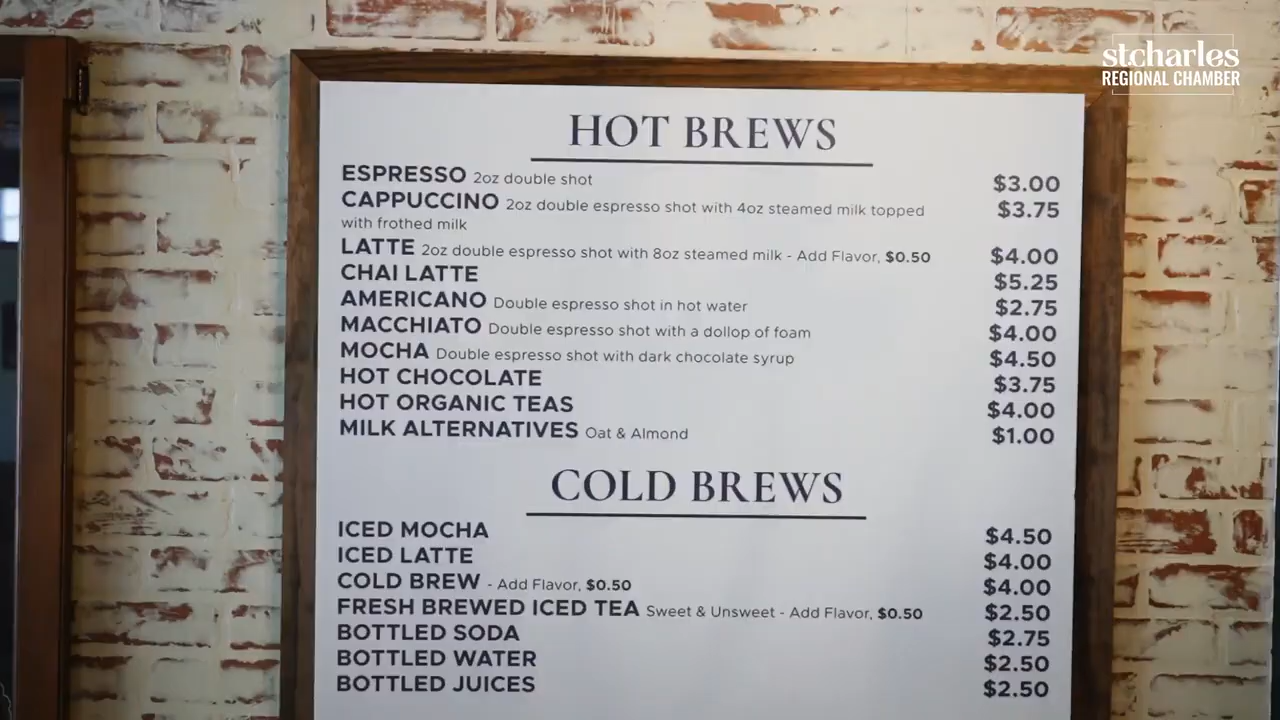 st.charles
REGIONAL CHAMBER
HOT BREWS
ESPRESSO 2oz double shot $3.00
CAPPUCCINO 2oz double espresso shot with 4oz steamed milk topped $3.75
with frothed milk
LATTE 2oz double espresso shot with 8oz steamed milk - Add Flavor, $0.50 $4.00
CHAI LATTE $5.25
AMERICANO Double espresso shot in hot water $2.75
MACCHIATO Double espresso shot with a dollop of foam $4.00
MOCHA Double espresso shot with dark chocolate syrup $4.50
HOT CHOCOLATE $3.75
HOT ORGANIC TEAS $4.00
MILK ALTERNATIVES Oat & Almond $1.00
COLD BREWS
ICED MOCHA $4.50
ICED LATTE $4.00
COLD BREW - Add Flavor, $0.50 $4.00
FRESH BREWED ICED TEA Sweet & Unsweet - Add Flavor, $0.50 $2.50
BOTTLED SODA $2.75
BOTTLED WATER $2.50
BOTTLED JUICES $2.50